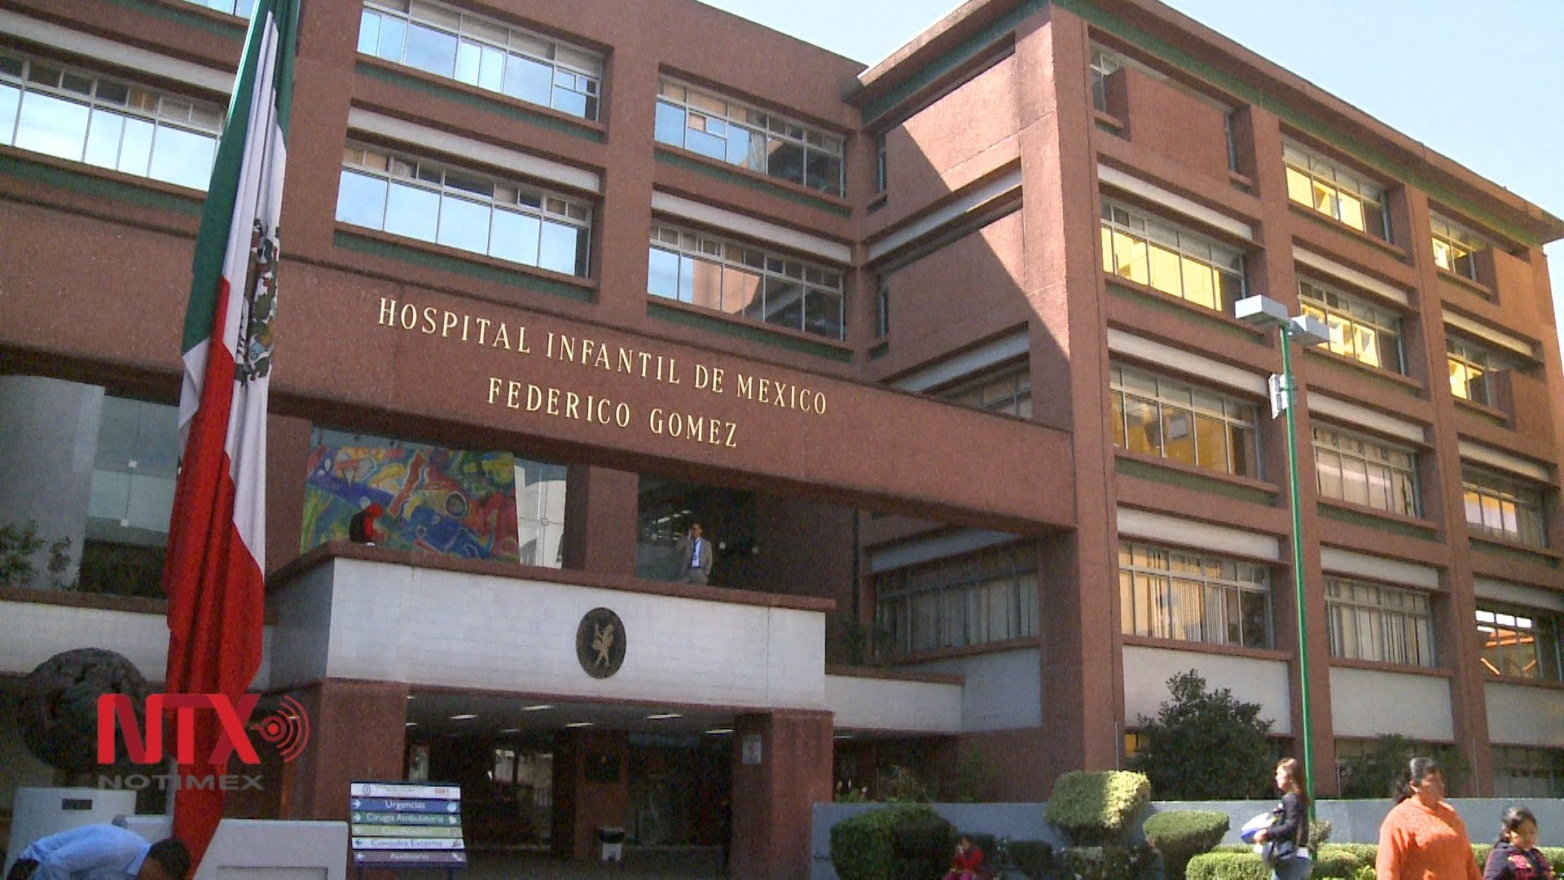 HOSPITAL INFANTIL DE MEXICO
FEDERICO GOMEZ
NTX
NOTIMEX
Urgencias
Cirugía Ambulatoria
Consulta Externa
Auditorio